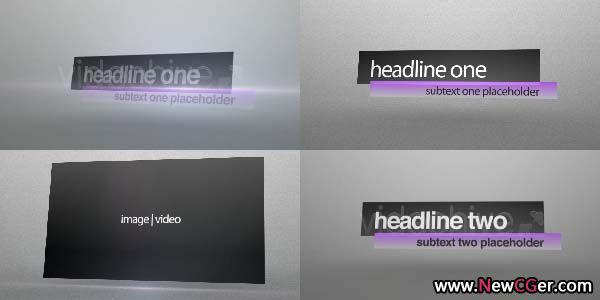 headline one
subtext one placeholder
headline one
subtext one placeholder
image|video
headline two
subtext two placeholder
www.NewCGer.com